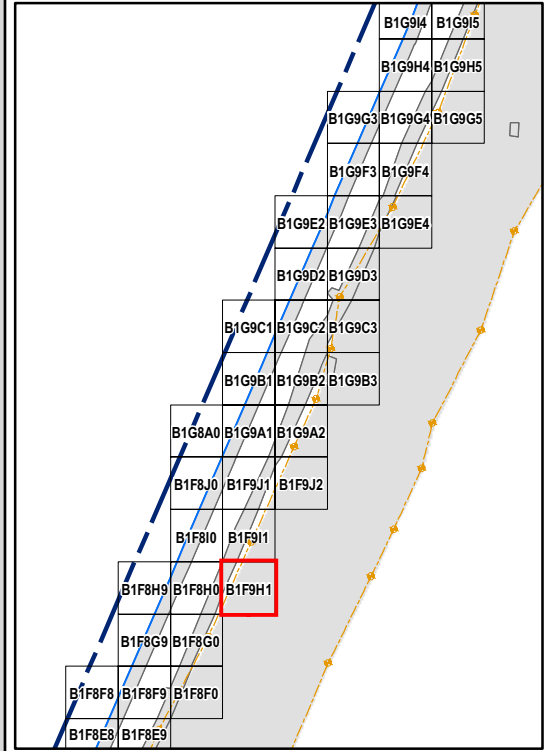 B1G9I4 B1G9I5
B1G9H4 B1G9H5
B1G9G3 B1G9G4 B1G9G5
B1G9F3 B1G9F4
B1G9E2 B1G9E3 B1G9E4
B1G9D2 B1G9D3
B1G9C1 B1G9C2 B1G9C3
B1G9B1 B1G9B2 B1G9B3
B1G8A0 B1G9A1 B1G9A2
B1F8J0 B1F9J1 B1F9J2
B1F8I0 B1F9I1
B1F8H9 B1F8H0 B1F9H1
B1F8G9 B1F8G0
B1F8F8 B1F8F9 B1F8F0
B1F8E8 B1F8E9